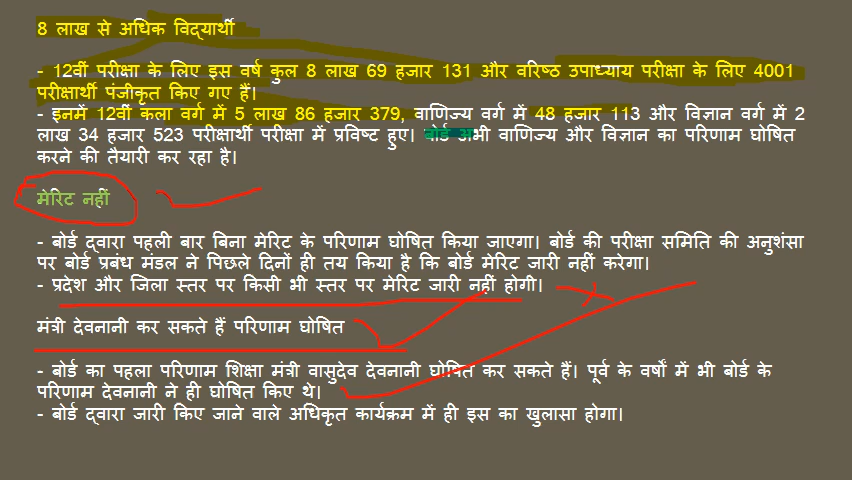 8 लाख से अधिक विद्यार्थी
- 12वीं परीक्षा के लिए इस वर्ष कुल 8 लाख 69 हजार 131 और वरिष्ठ उपाध्याय परीक्षा के लिए 4001
परीक्षार्थी पंजीकृत किए गए हैं।
- इनमें 12वीं कला वर्ग में 5 लाख 86 हजार 379, वाणिज्य वर्ग में 48 हजार 113 और विज्ञान वर्ग में 2
लाख 34 हजार 523 परीक्षार्थी परीक्षा में प्रविष्ट हुए। बोर्ड अभी वाणिज्य और विज्ञान का परिणाम घोषित
करने की तैयारी कर रहा है।
मेरिट नहीं
- बोर्ड द्वारा पहली बार बिना मेरिट के परिणाम घोषित किया जाएगा। बोर्ड की परीक्षा समिति की अनुशंसा
पर बोर्ड प्रबंध मंडल ने पिछले दिनों ही तय किया है कि बोर्ड मेरिट जारी नहीं करेगा।
- प्रदेश और जिला स्तर पर किसी भी स्तर पर मेरिट जारी नहीं होगी।
मंत्री देवनानी कर सकते हैं परिणाम घोषित
- बोर्ड का पहला परिणाम शिक्षा मंत्री वासुदेव देवनानी घोषित कर सकते हैं। पूर्व के वर्षों में भी बोर्ड के
परिणाम देवनानी ने ही घोषित किए थे।
- बोर्ड द्वारा जारी किए जाने वाले अधिकृत कार्यक्रम में ही इस का खुलासा होगा।